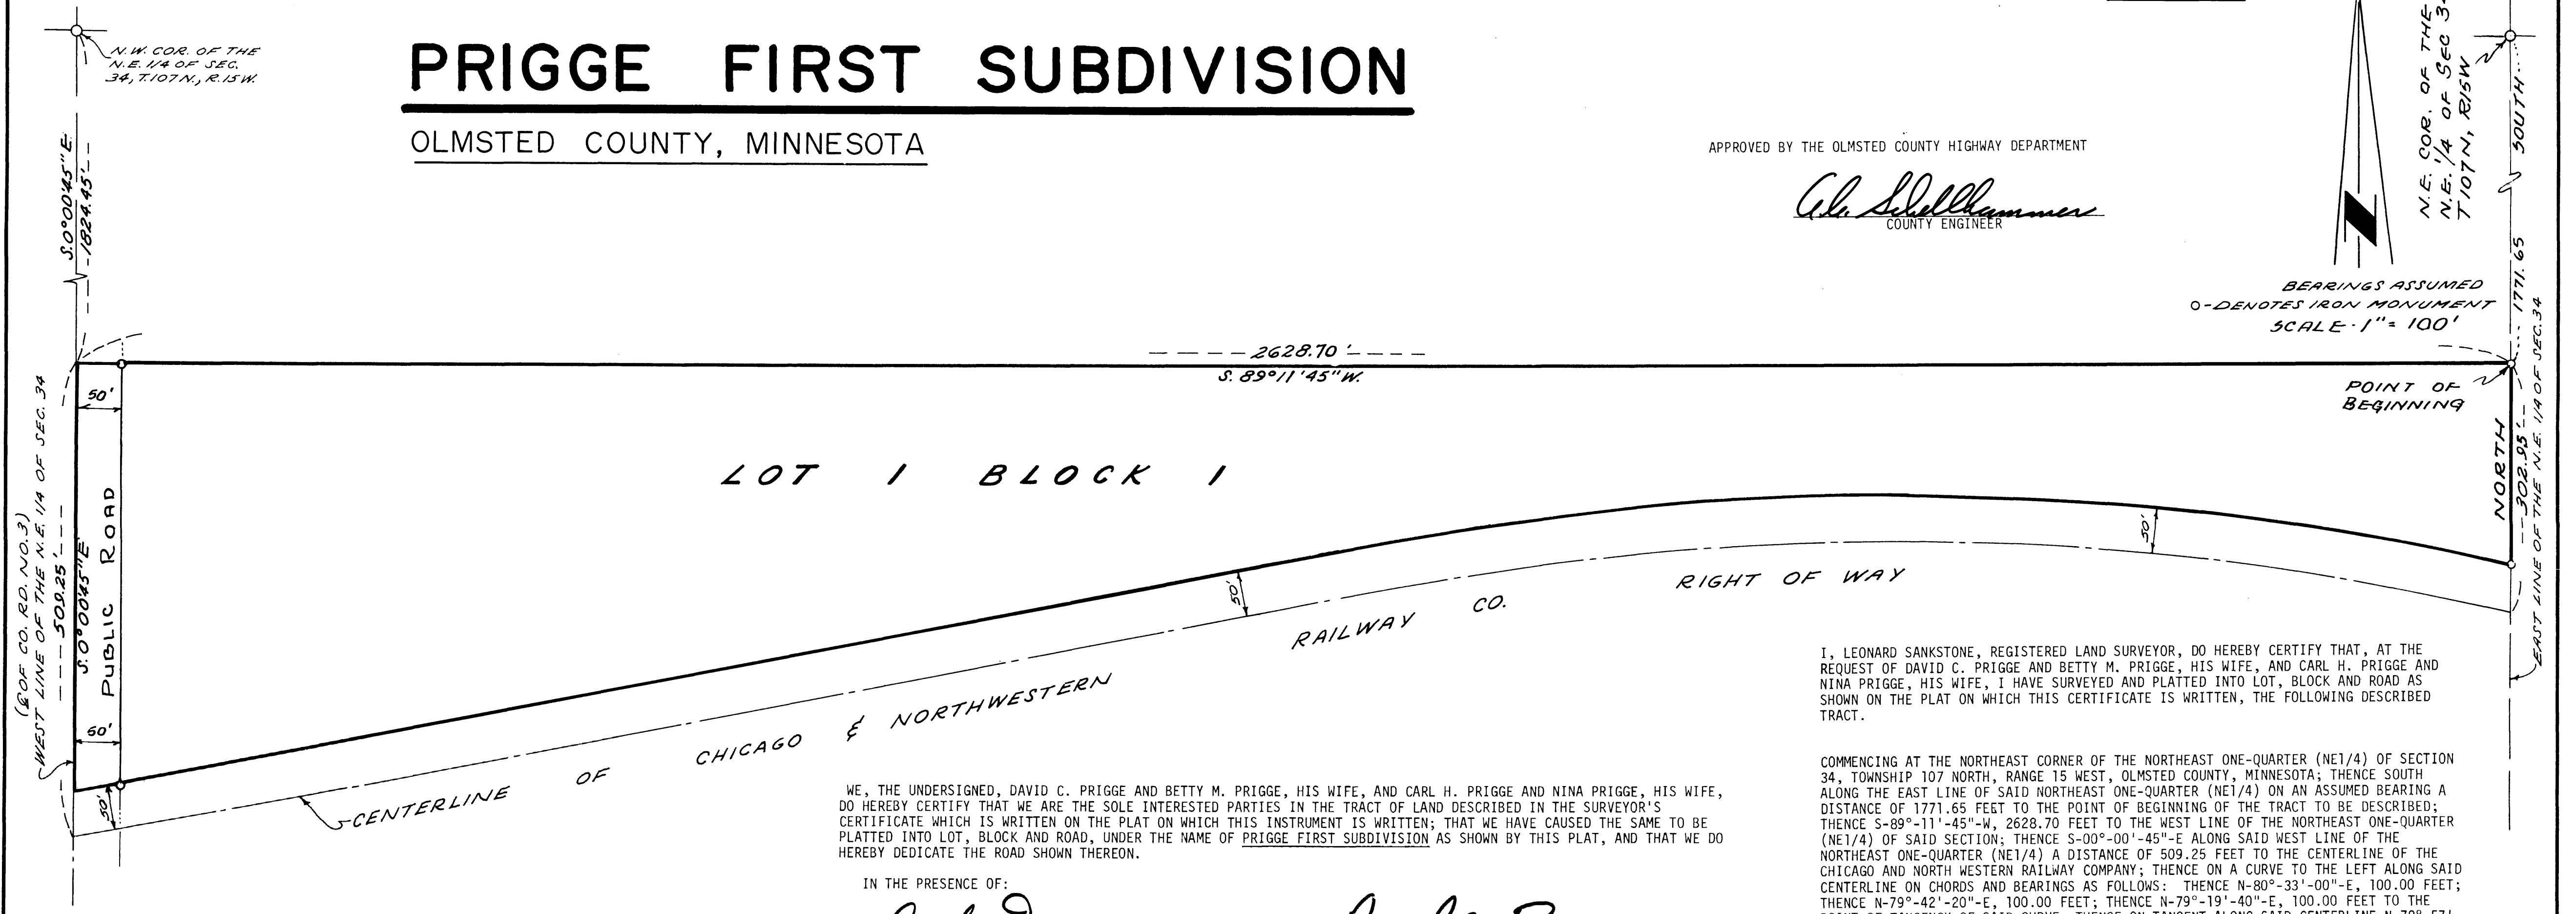 N.W. COR. OF THE
N.E. 1/4 OF SEC.
34, T.107N., R.15W.
PRIGGE FIRST SUBDIVISION
OLMSTED COUNTY, MINNESOTA
APPROVED BY THE OLMSTED COUNTY HIGHWAY DEPARTMENT
COUNTY ENGINEER
N.E. COR. OF THE
N.E. 1/4 OF SEC 34
T107N, R15W
SOUTH
1771.65
N
BEARINGS ASSUMED
O-DENOTES IRON MONUMENT
SCALE-1"= 100'
S.0°00'45"E.
1824.45'
2628.70'
S. 89°11'45"W.
POINT OF
BEGINNING
50'
LOT 1 BLOCK 1
NORTH
302.95'
EAST LINE OF THE N.E. 1/4 OF SEC.34
(℄ OF CO. RD. NO.3)
WEST LINE OF THE N.E. 1/4 OF SEC. 34
509.25'
S.0°00'45"E
PUBLIC ROAD
50'
50'
50'
50'
CENTERLINE OF CHICAGO & NORTHWESTERN RAILWAY CO. RIGHT OF WAY
I, LEONARD SANKSTONE, REGISTERED LAND SURVEYOR, DO HEREBY CERTIFY THAT, AT THE
REQUEST OF DAVID C. PRIGGE AND BETTY M. PRIGGE, HIS WIFE, AND CARL H. PRIGGE AND
NINA PRIGGE, HIS WIFE, I HAVE SURVEYED AND PLATTED INTO LOT, BLOCK AND ROAD AS
SHOWN ON THE PLAT ON WHICH THIS CERTIFICATE IS WRITTEN, THE FOLLOWING DESCRIBED
TRACT.
COMMENCING AT THE NORTHEAST CORNER OF THE NORTHEAST ONE-QUARTER (NE1/4) OF SECTION
34, TOWNSHIP 107 NORTH, RANGE 15 WEST, OLMSTED COUNTY, MINNESOTA; THENCE SOUTH
ALONG THE EAST LINE OF SAID NORTHEAST ONE-QUARTER (NE1/4) ON AN ASSUMED BEARING A
DISTANCE OF 1771.65 FEET TO THE POINT OF BEGINNING OF THE TRACT TO BE DESCRIBED;
THENCE S-89°-11'-45"-W, 2628.70 FEET TO THE WEST LINE OF THE NORTHEAST ONE-QUARTER
(NE1/4) OF SAID SECTION; THENCE S-00°-00'-45"-E ALONG SAID WEST LINE OF THE
NORTHEAST ONE-QUARTER (NE1/4) A DISTANCE OF 509.25 FEET TO THE CENTERLINE OF THE
CHICAGO AND NORTH WESTERN RAILWAY COMPANY; THENCE ON A CURVE TO THE LEFT ALONG SAID
CENTERLINE ON CHORDS AND BEARINGS AS FOLLOWS: THENCE N-80°-33'-00"-E, 100.00 FEET;
THENCE N-79°-42'-20"-E, 100.00 FEET; THENCE N-79°-19'-40"-E, 100.00 FEET TO THE
WE, THE UNDERSIGNED, DAVID C. PRIGGE AND BETTY M. PRIGGE, HIS WIFE, AND CARL H. PRIGGE AND NINA PRIGGE, HIS WIFE,
DO HEREBY CERTIFY THAT WE ARE THE SOLE INTERESTED PARTIES IN THE TRACT OF LAND DESCRIBED IN THE SURVEYOR'S
CERTIFICATE WHICH IS WRITTEN ON THE PLAT ON WHICH THIS INSTRUMENT IS WRITTEN; THAT WE HAVE CAUSED THE SAME TO BE
PLATTED INTO LOT, BLOCK AND ROAD, UNDER THE NAME OF PRIGGE FIRST SUBDIVISION AS SHOWN BY THIS PLAT, AND THAT WE DO
HEREBY DEDICATE THE ROAD SHOWN THEREON.
IN THE PRESENCE OF: